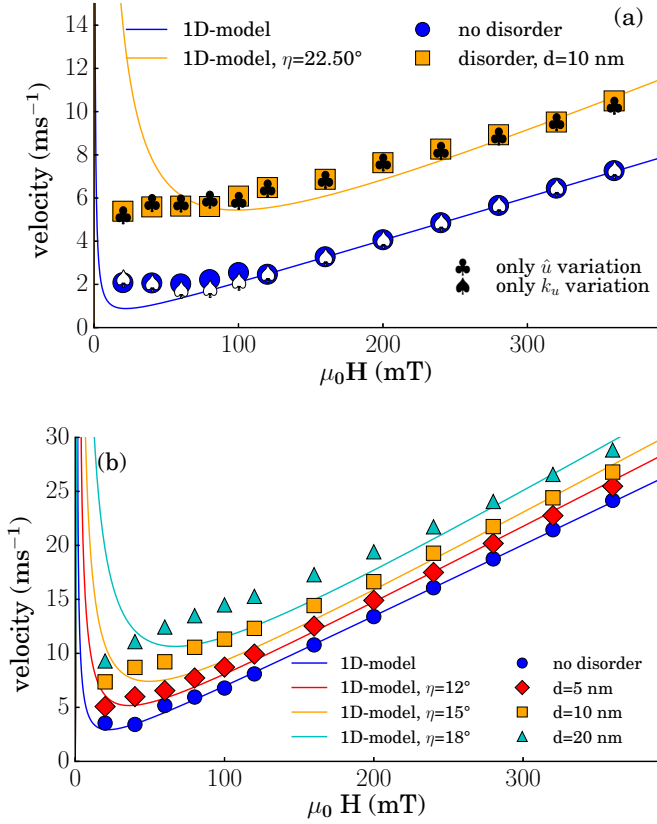 (a)
1D-model
1D-model, η=22.50°
no disorder
disorder, d=10 nm
only û variation
only k_u variation
14
12
10
8
6
4
2
0
velocity (ms⁻¹)
0 100 200 300
μ₀H (mT)
(b)
30
25
20
15
10
5
0
velocity (ms⁻¹)
1D-model
1D-model, η=12°
1D-model, η=15°
1D-model, η=18°
no disorder
d=5 nm
d=10 nm
d=20 nm
0 100 200 300
μ₀ H (mT)